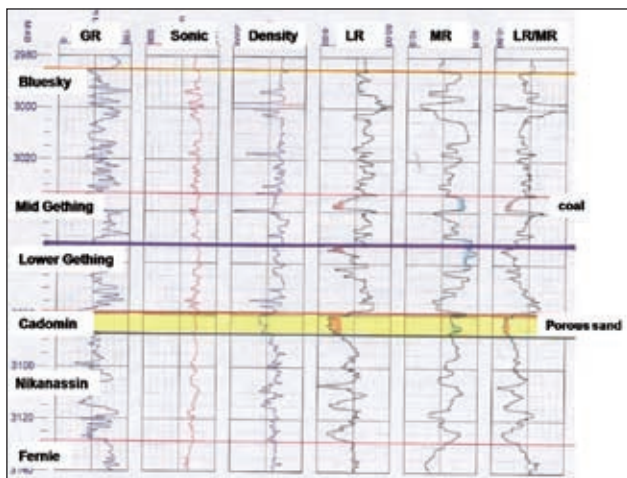 GR Sonic Density LR MR LR/MR
2980
Bluesky
3000
3020
Mid Gething coal
Lower Gething
Cadomin Porous sand
3100
Nikanassin
3120
Fernie
3140